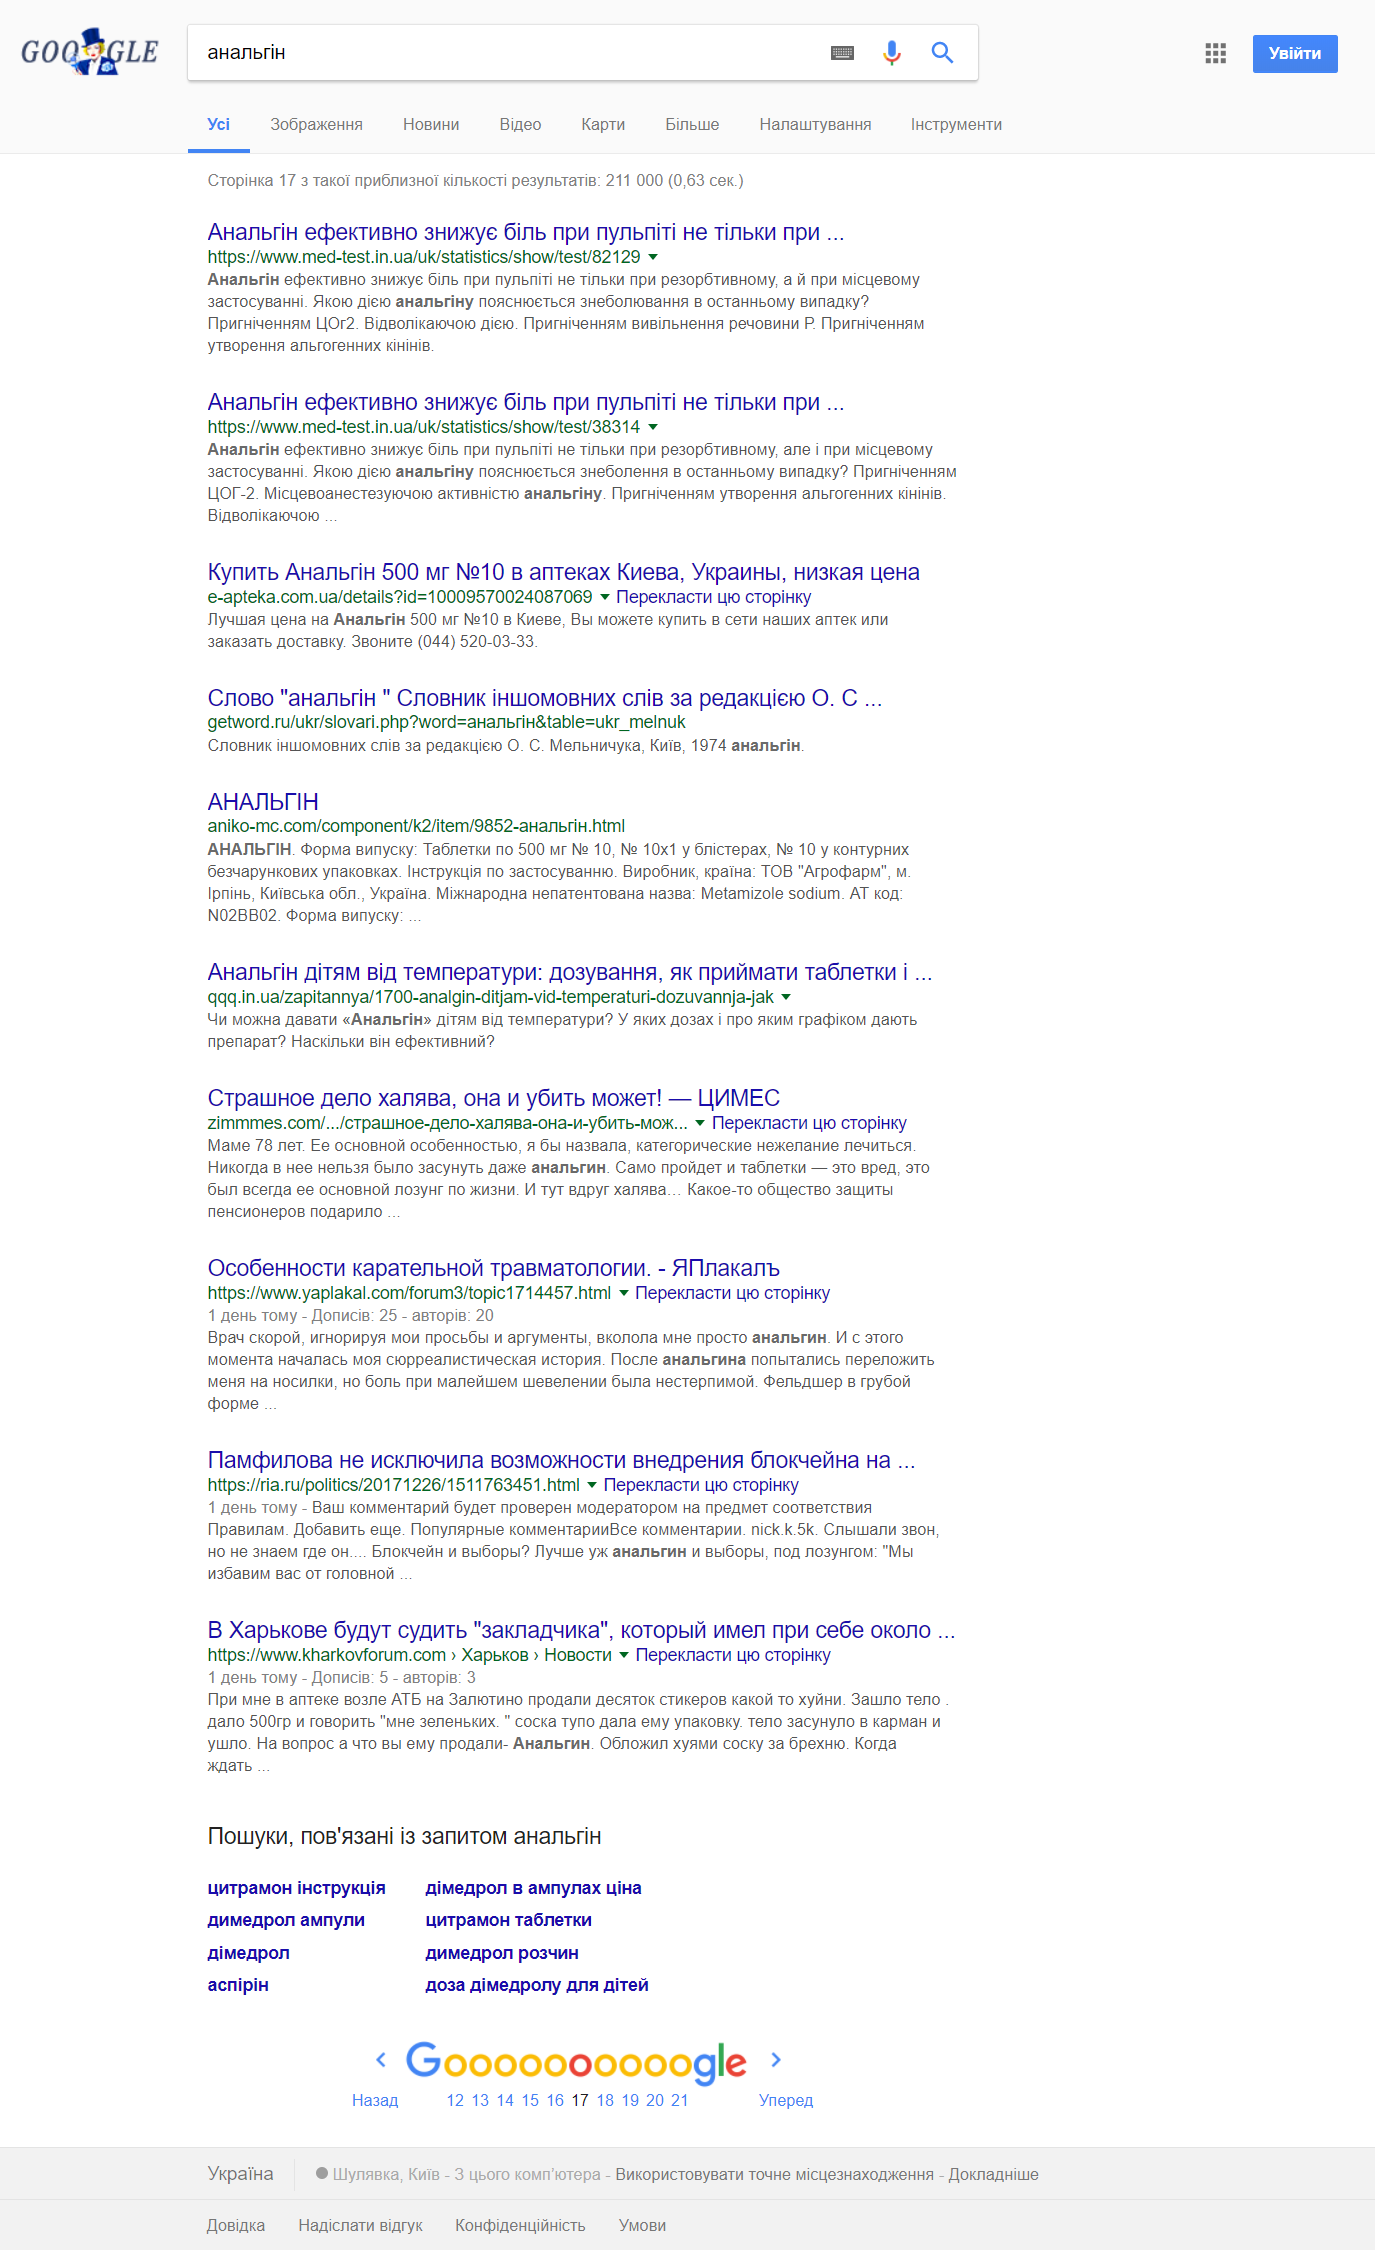 GOOGLE
анальгін
Увійти
Усі Зображення Новини Відео Карти Більше Налаштування Інструменти
Сторінка 17 з такої приблизної кількості результатів: 211 000 (0,63 сек.)
Анальгін ефективно знижує біль при пульпіті не тільки при ...
https://www.med-test.in.ua/uk/statistics/show/test/82129
Анальгін ефективно знижує біль при пульпіті не тільки при резорбтивному, а й при місцевому
застосуванні. Якою дією анальгіну пояснюється знеболювання в останньому випадку?
Пригніченням ЦОг2. Відволікаючою дією. Пригніченням вивільнення речовини Р. Пригніченням
утворення альгогенних кінінів.
Анальгін ефективно знижує біль при пульпіті не тільки при ...
https://www.med-test.in.ua/uk/statistics/show/test/38314
Анальгін ефективно знижує біль при пульпіті не тільки при резорбтивному, але і при місцевому
застосуванні. Якою дією анальгіну пояснюється знеболення в останньому випадку? Пригніченням
ЦОГ-2. Місцевоанестезуючою активністю анальгіну. Пригніченням утворення альгогенних кінінів.
Відволікаючою ...
Купить Анальгін 500 мг №10 в аптеках Киева, Украины, низкая цена
e-apteka.com.ua/details?id=10009570024087069 Перекласти цю сторінку
Лучшая цена на Анальгін 500 мг №10 в Киеве, Вы можете купить в сети наших аптек или
заказать доставку. Звоните (044) 520-03-33.
Слово "анальгін " Словник іншомовних слів за редакцією О. С ...
getword.ru/ukr/slovari.php?word=анальгін&table=ukr_melnuk
Словник іншомовних слів за редакцією О. С. Мельничука, Київ, 1974 анальгін.
АНАЛЬГІН
aniko-mc.com/component/k2/item/9852-анальгін.html
АНАЛЬГІН. Форма випуску: Таблетки по 500 мг № 10, № 10х1 у блістерах, № 10 у контурних
безчарункових упаковках. Інструкція по застосуванню. Виробник, країна: ТОВ "Агрофарм", м.
Ірпінь, Київська обл., Україна. Міжнародна непатентована назва: Metamizole sodium. АТ код:
N02BB02. Форма випуску: ...
Анальгін дітям від температури: дозування, як приймати таблетки і ...
qqq.in.ua/zapitannya/1700-analgin-ditjam-vid-temperaturi-dozuvannja-jak
Чи можна давати «Анальгін» дітям від температури? У яких дозах і про яким графіком дають
препарат? Наскільки він ефективний?
Страшное дело халява, она и убить может! — ЦИМЕС
zimmmes.com/.../страшное-дело-халява-она-и-убить-мож... Перекласти цю сторінку
Маме 78 лет. Ее основной особенностью, я бы назвала, категорические нежелание лечиться.
Никогда в нее нельзя было засунуть даже анальгин. Само пройдет и таблетки — это вред, это
был всегда ее основной лозунг по жизни. И тут вдруг халява… Какое-то общество защиты
пенсионеров подарило ...
Особенности карательной травматологии. - ЯПлакалъ
https://www.yaplakal.com/forum3/topic1714457.html Перекласти цю сторінку
1 день тому - Дописів: 25 - авторів: 20
Врач скорой, игнорируя мои просьбы и аргументы, вколола мне просто анальгин. И с этого
момента началась моя сюрреалистическая история. После анальгина попытались переложить
меня на носилки, но боль при малейшем шевелении была нестерпимой. Фельдшер в грубой
форме ...
Памфилова не исключила возможности внедрения блокчейна на ...
https://ria.ru/politics/20171226/1511763451.html Перекласти цю сторінку
1 день тому - Ваш комментарий будет проверен модератором на предмет соответствия
Правилам. Добавить еще. Популярные комментарииВсе комментарии. nick.k.5k. Слышали звон,
но не знаем где он.... Блокчейн и выборы? Лучше уж анальгин и выборы, под лозунгом: "Мы
избавим вас от головной ...
В Харькове будут судить "закладчика", который имел при себе около ...
https://www.kharkovforum.com › Харьков › Новости Перекласти цю сторінку
1 день тому - Дописів: 5 - авторів: 3
При мне в аптеке возле АТБ на Залютино продали десяток стикеров какой то хуйни. Зашло тело .
дало 500гр и говорить "мне зеленьких. " соска тупо дала ему упаковку. тело засунуло в карман и
ушло. На вопрос а что вы ему продали- Анальгин. Обложил хуями соску за брехню. Когда
ждать ...
Пошуки, пов'язані із запитом анальгін
цитрамон інструкція дімедрол в ампулах ціна
димедрол ампули цитрамон таблетки
дімедрол димедрол розчин
аспірін доза дімедролу для дітей
Goooooooooogle
Назад 12 13 14 15 16 17 18 19 20 21 Уперед
Україна Шулявка, Київ - З цього комп'ютера - Використовувати точне місцезнаходження - Докладніше
Довідка Надіслати відгук Конфіденційність Умови